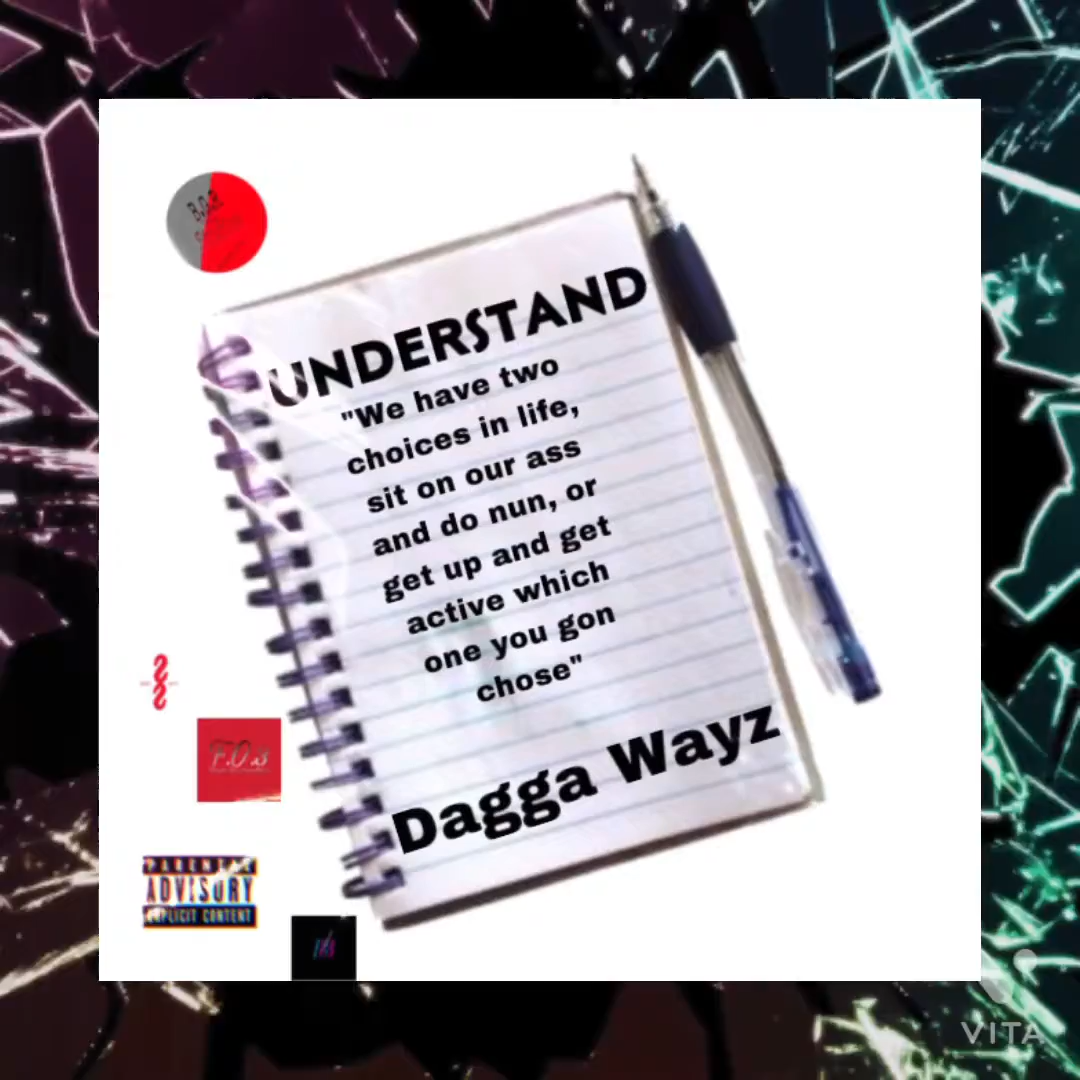 B.O.B
UNDERSTAND
"We have two
choices in life,
sit on our ass
and do nun, or
get up and get
active which
one you gon
chose"
Dagga Wayz
F.O.B
PARENTAL
ADVISORY
EXPLICIT CONTENT
VITA